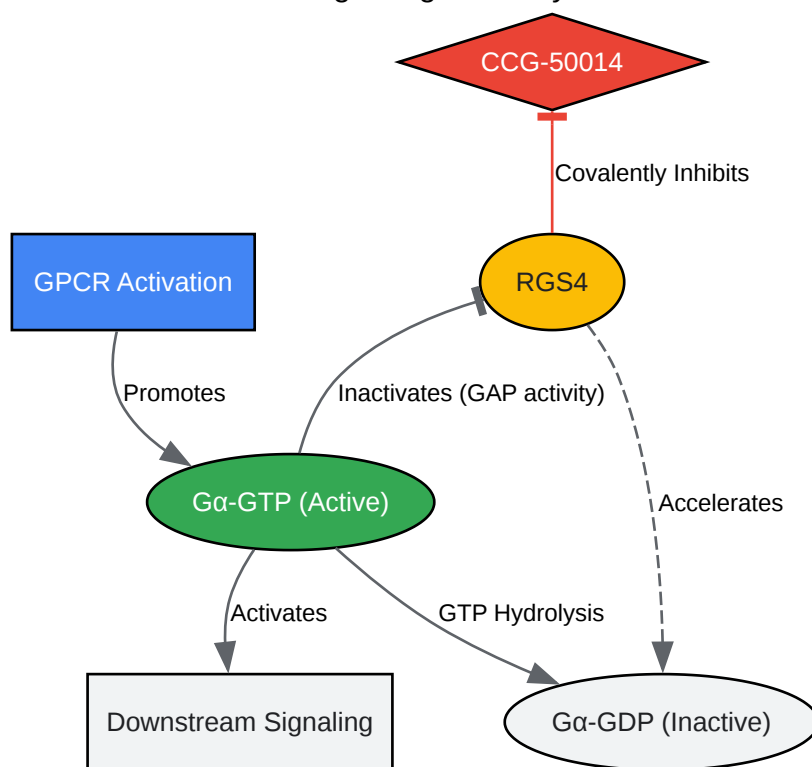 CCG-50014
Covalently Inhibits
GPCR Activation
RGS4
Promotes
Inactivates (GAP activity)
Gα-GTP (Active)
Accelerates
Activates
GTP Hydrolysis
Downstream Signaling
Gα-GDP (Inactive)